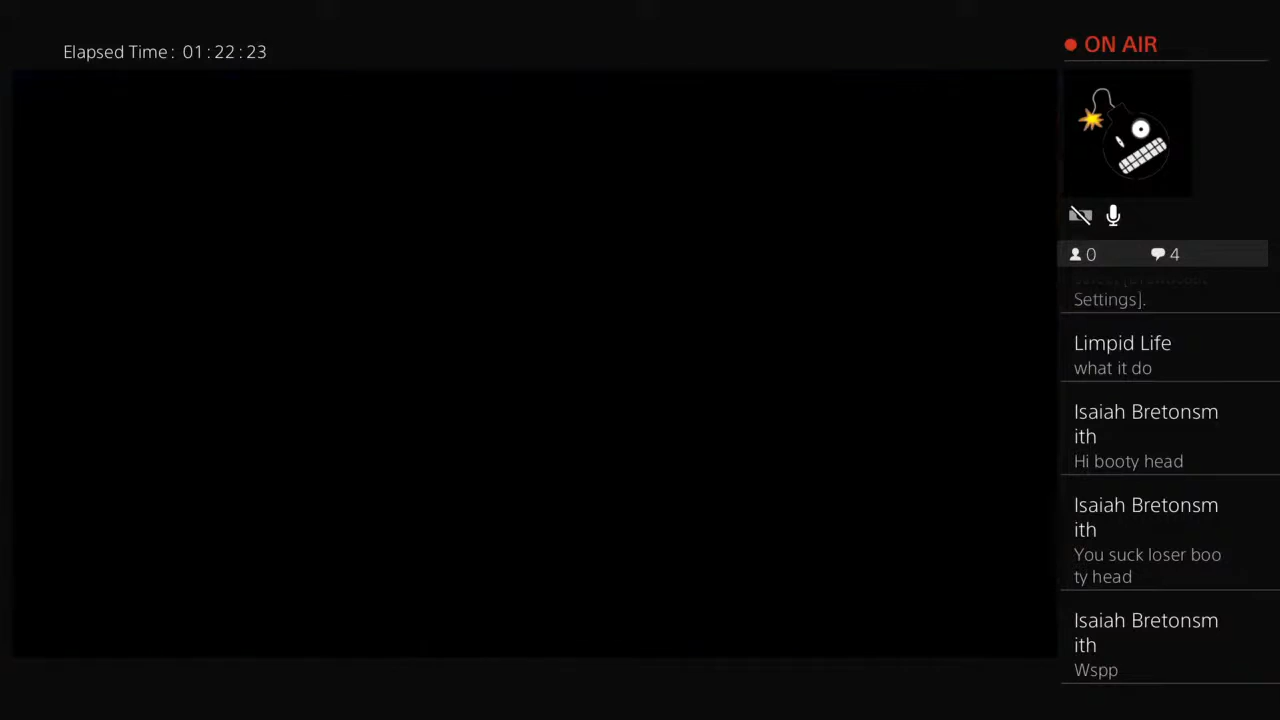 Elapsed Time: 01:22:23
ON AIR
0 4
Settings].
Limpid Life
what it do
Isaiah Bretonsm
ith
Hi booty head
Isaiah Bretonsm
ith
You suck loser boo
ty head
Isaiah Bretonsm
ith
Wspp